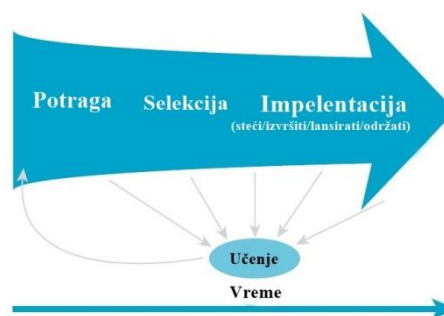 Potraga
Selekcija
Impelentacija
(steći/izvršiti/lansirati/održati)
Učenje
Vreme